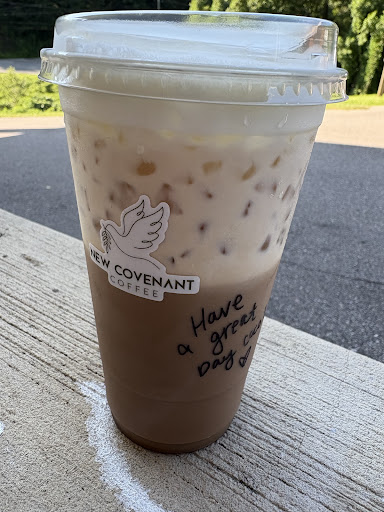 NEW COVENANT
COFFEE
Have
a great
Day